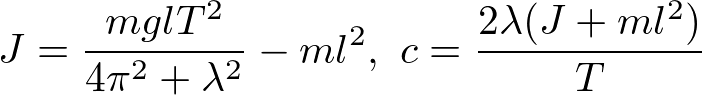 J = \frac{mglT^2}{4\pi^2 + \lambda^2} - ml^2, \ c = \frac{2\lambda(J + ml^2)}{T}